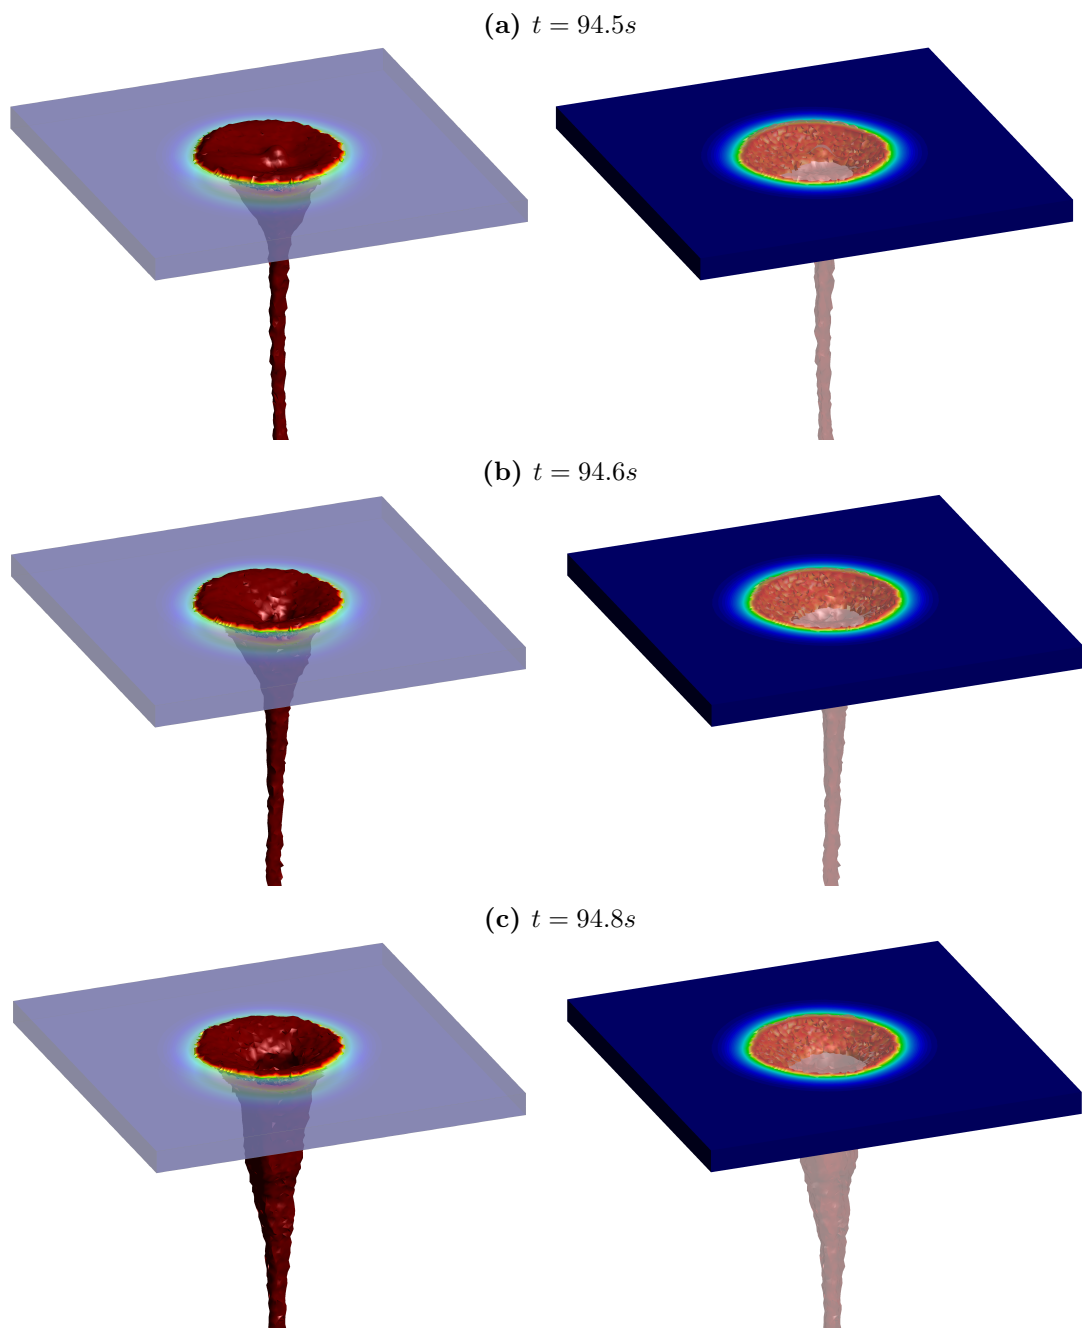 (a) t = 94.5s
(b) t = 94.6s
(c) t = 94.8s